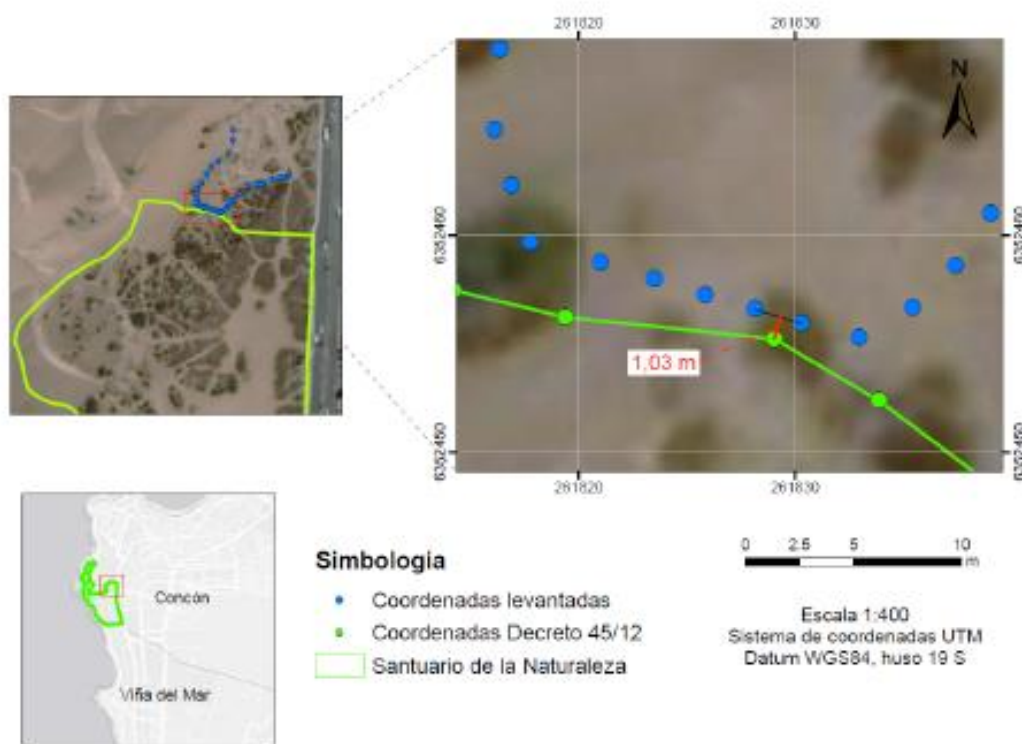 261820
261830
N
6352460
6352460
1,03 m
6352450
6352450
261820
261830
Concón
Viña del Mar
Simbologia
Coordenadas levantadas
Coordenadas Decreto 45/12
Santuario de la Naturaleza
0 2.5 5 10
m
Escala 1:400
Sistema de coordenadas UTM
Datum WGS84, huso 19 S